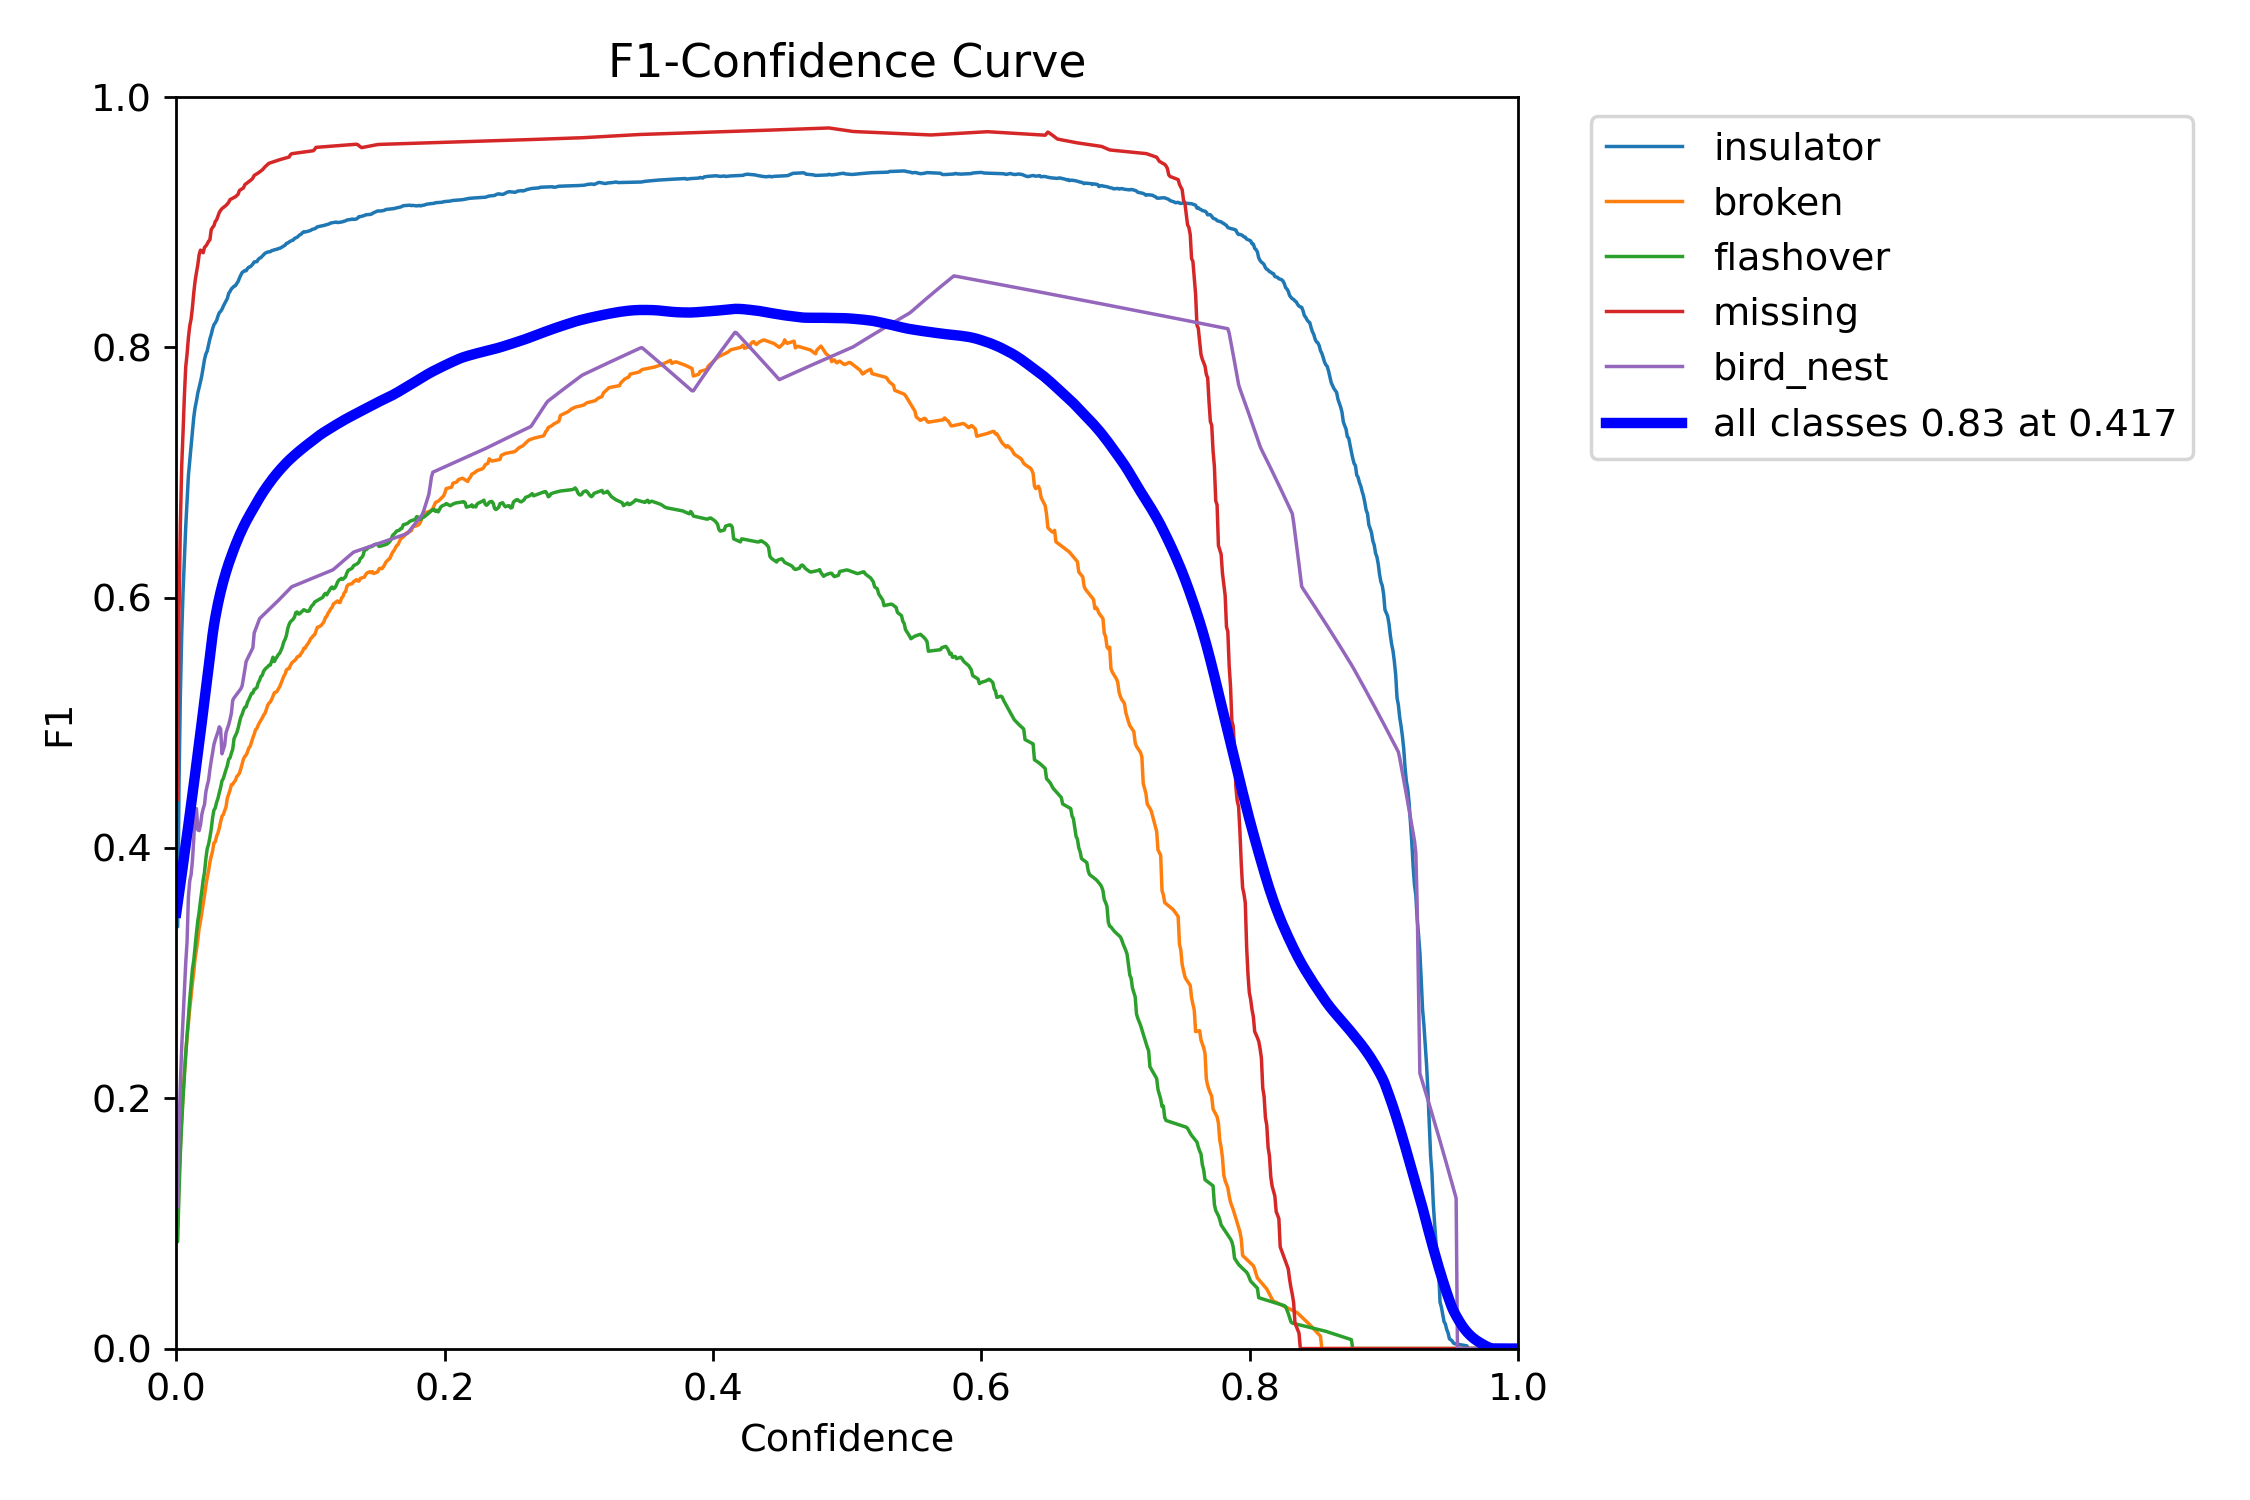 F1-Confidence Curve
1.0
0.8
0.6
0.4
0.2
0.0
F1
0.0 0.2 0.4 0.6 0.8 1.0
Confidence
insulator
broken
flashover
missing
bird_nest
all classes 0.83 at 0.417